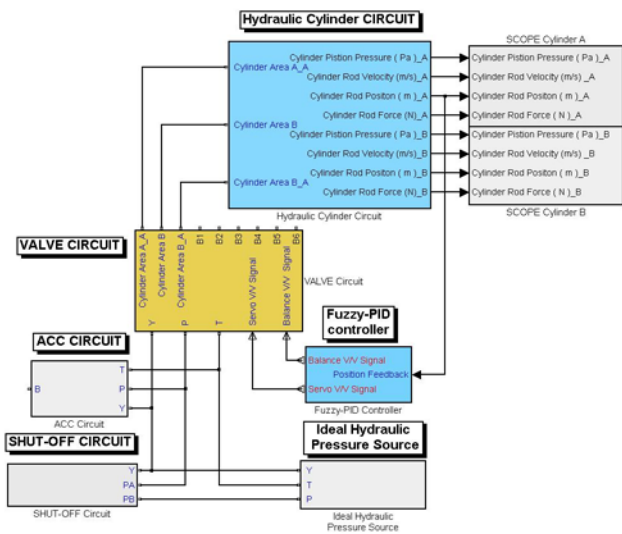 Hydraulic Cylinder CIRCUIT
SCOPE Cylinder A
Cylinder Area A_A
Cylinder Area B
Cylinder Area B_A
Cylinder Pistion Pressure ( Pa )_A
Cylinder Rod Velocity (m/s)_A
Cylinder Rod Positon ( m )_A
Cylinder Rod Force (N)_A
Cylinder Pistion Pressure ( Pa )_B
Cylinder Rod Velocity (m/s)_B
Cylinder Rod Positon ( m )_B
Cylinder Rod Force (N)_B
Cylinder Pistion Pressure ( Pa )_A
Cylinder Rod Velocity (m/s) _A
Cylinder Rod Positon ( m )_A
Cylinder Rod Force ( N )_A
Cylinder Pistion Pressure ( Pa )_B
Cylinder Rod Velocity (m/s) _B
Cylinder Rod Positon ( m )_B
Cylinder Rod Force ( N )_B
Hydraulic Cylinder Circuit
SCOPE Cylinder B
VALVE CIRCUIT
Cylinder Area A_A
Cylinder Area B
Cylinder Area B_A
B1
B2
B3
B4
B5
B6
Y
P
T
Servo V/V Signal
Balance V/V Signal
VALVE Circuit
Fuzzy-PID
controller
Balance V/V Signal
Position Feedback
Servo V/V Signal
Fuzzy-PID Controller
ACC CIRCUIT
T
B
P
Y
ACC Circuit
SHUT-OFF CIRCUIT
Y
PA
PB
SHUT-OFF Circuit
Ideal Hydraulic
Pressure Source
Y
T
P
Ideal Hydraulic
Pressure Source